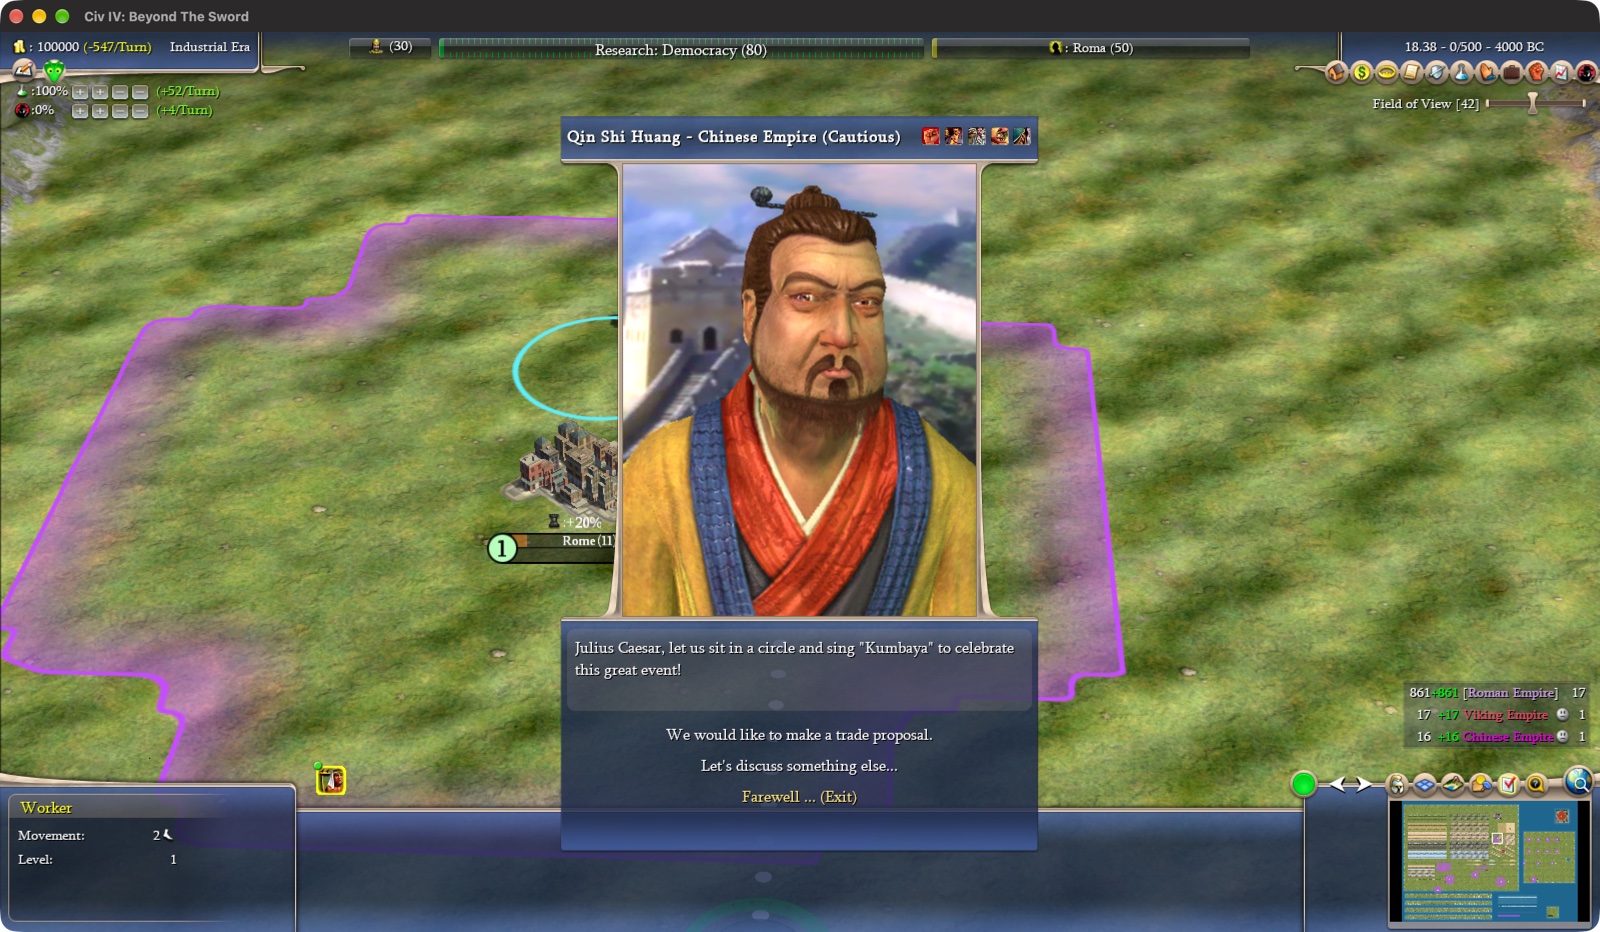 Civ IV: Beyond The Sword
: 100000 (-547/Turn) Industrial Era
(30)
Research: Democracy (80)
: Roma (50)
18.38 - 0/500 - 4000 BC
:100% (+52/Turn)
:0% (+4/Turn)
Field of View [42]
Qin Shi Huang - Chinese Empire (Cautious)
:+20%
1 Rome (11)
Julius Caesar, let us sit in a circle and sing "Kumbaya" to celebrate
this great event!
We would like to make a trade proposal.
Let's discuss something else...
Farewell ... (Exit)
861+861 [Roman Empire] 17
17 +17 Viking Empire 1
16 +16 Chinese Empire 1
Worker
Movement: 2
Level: 1